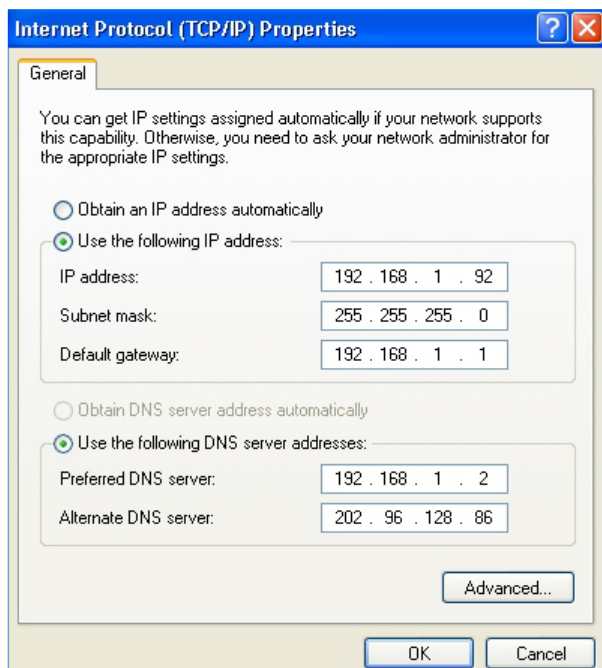 Internet Protocol (TCP/IP) Properties
General
You can get IP settings assigned automatically if your network supports
this capability. Otherwise, you need to ask your network administrator for
the appropriate IP settings.
Obtain an IP address automatically
Use the following IP address:
IP address: 192 . 168 . 1 . 92
Subnet mask: 255 . 255 . 255 . 0
Default gateway: 192 . 168 . 1 . 1
Obtain DNS server address automatically
Use the following DNS server addresses:
Preferred DNS server: 192 . 168 . 1 . 2
Alternate DNS server: 202 . 96 . 128 . 86
Advanced...
OK Cancel